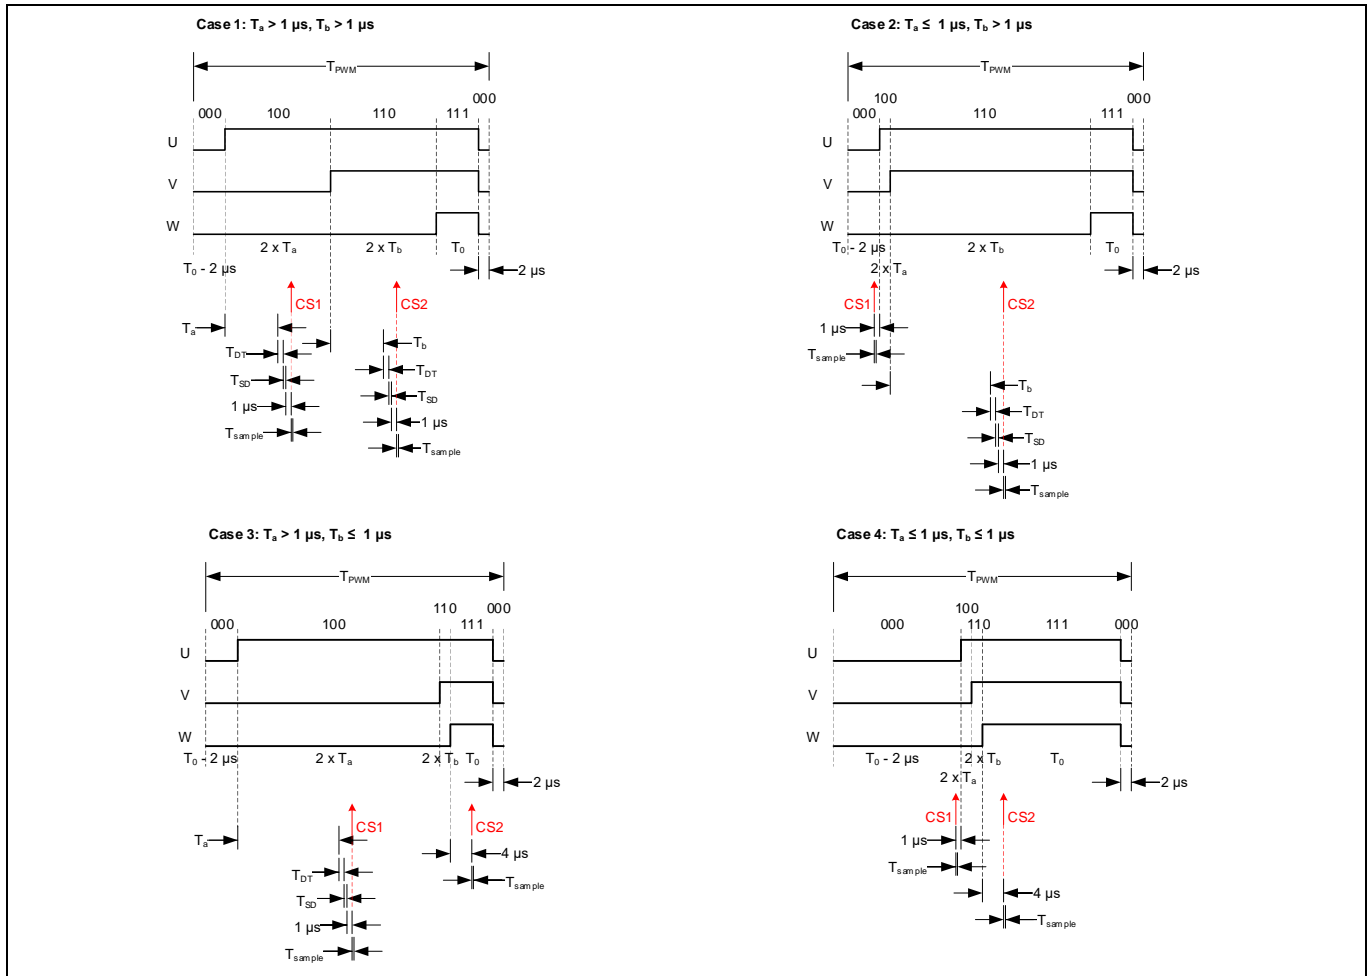 Case 1: Ta > 1 µs, Tb > 1 µs
TPWM
000
000 100 110 111
U
V
W
2 x Ta 2 x Tb T0
T0 - 2 µs
2 µs
CS1 CS2
Ta
Tb
TDT
TDT
TSD
TSD
1 µs
1 µs
Tsample
Tsample
Case 2: Ta ≤ 1 µs, Tb > 1 µs
TPWM
100 000
000 110 111
U
V
W
T0 - 2 µs 2 x Tb T0
2 x Ta
2 µs
CS1 CS2
1 µs
Tsample
Tb
TDT
TSD
1 µs
Tsample
Case 3: Ta > 1 µs, Tb ≤ 1 µs
TPWM
110 000
000 100 111
U
V
W
T0 - 2 µs 2 x Ta 2 x Tb T0
2 µs
CS1 CS2
Ta
4 µs
TDT
Tsample
TSD
1 µs
Tsample
Case 4: Ta ≤ 1 µs, Tb ≤ 1 µs
TPWM
100
000 110 111 000
U
V
W
T0 - 2 µs 2 x Tb T0
2 x Ta
2 µs
CS1 CS2
1 µs
Tsample
4 µs
Tsample